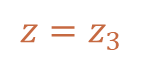 z = z₃